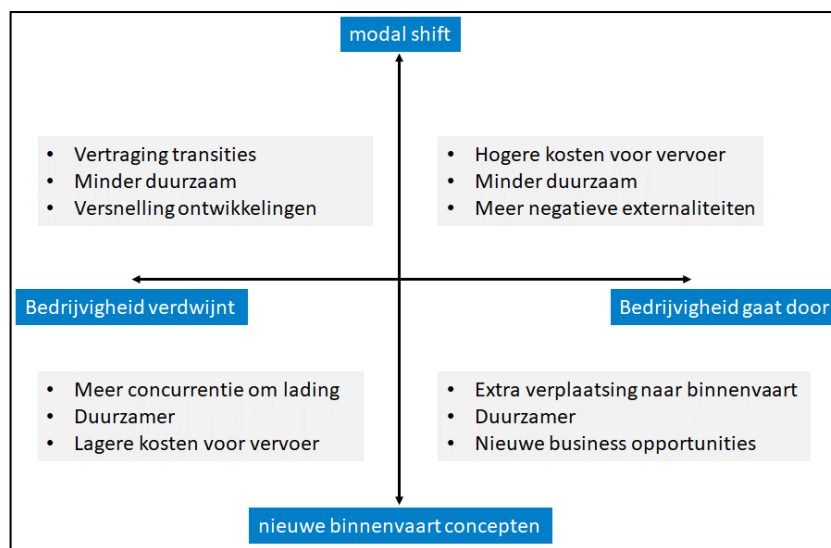 modal shift
• Vertraging transities
• Minder duurzaam
• Versnelling ontwikkelingen
• Hogere kosten voor vervoer
• Minder duurzaam
• Meer negatieve externaliteiten
Bedrijvigheid verdwijnt
Bedrijvigheid gaat door
• Meer concurrentie om lading
• Duurzamer
• Lagere kosten voor vervoer
• Extra verplaatsing naar binnenvaart
• Duurzamer
• Nieuwe business opportunities
nieuwe binnenvaart concepten